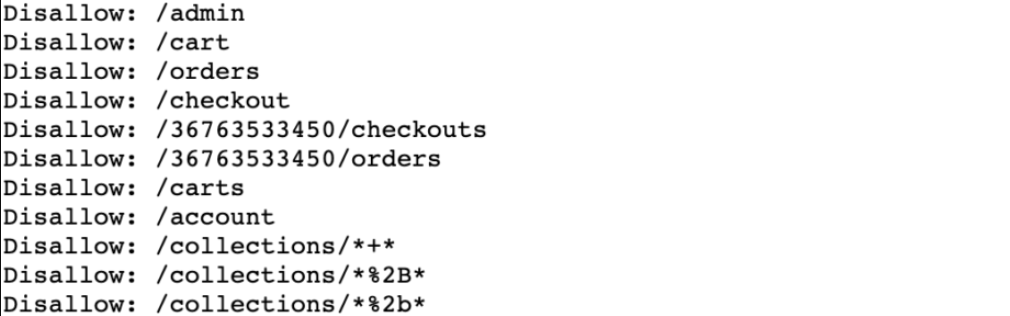 Disallow: /admin
Disallow: /cart
Disallow: /orders
Disallow: /checkout
Disallow: /36763533450/checkouts
Disallow: /36763533450/orders
Disallow: /carts
Disallow: /account
Disallow: /collections/*+*
Disallow: /collections/*%2B*
Disallow: /collections/*%2b*